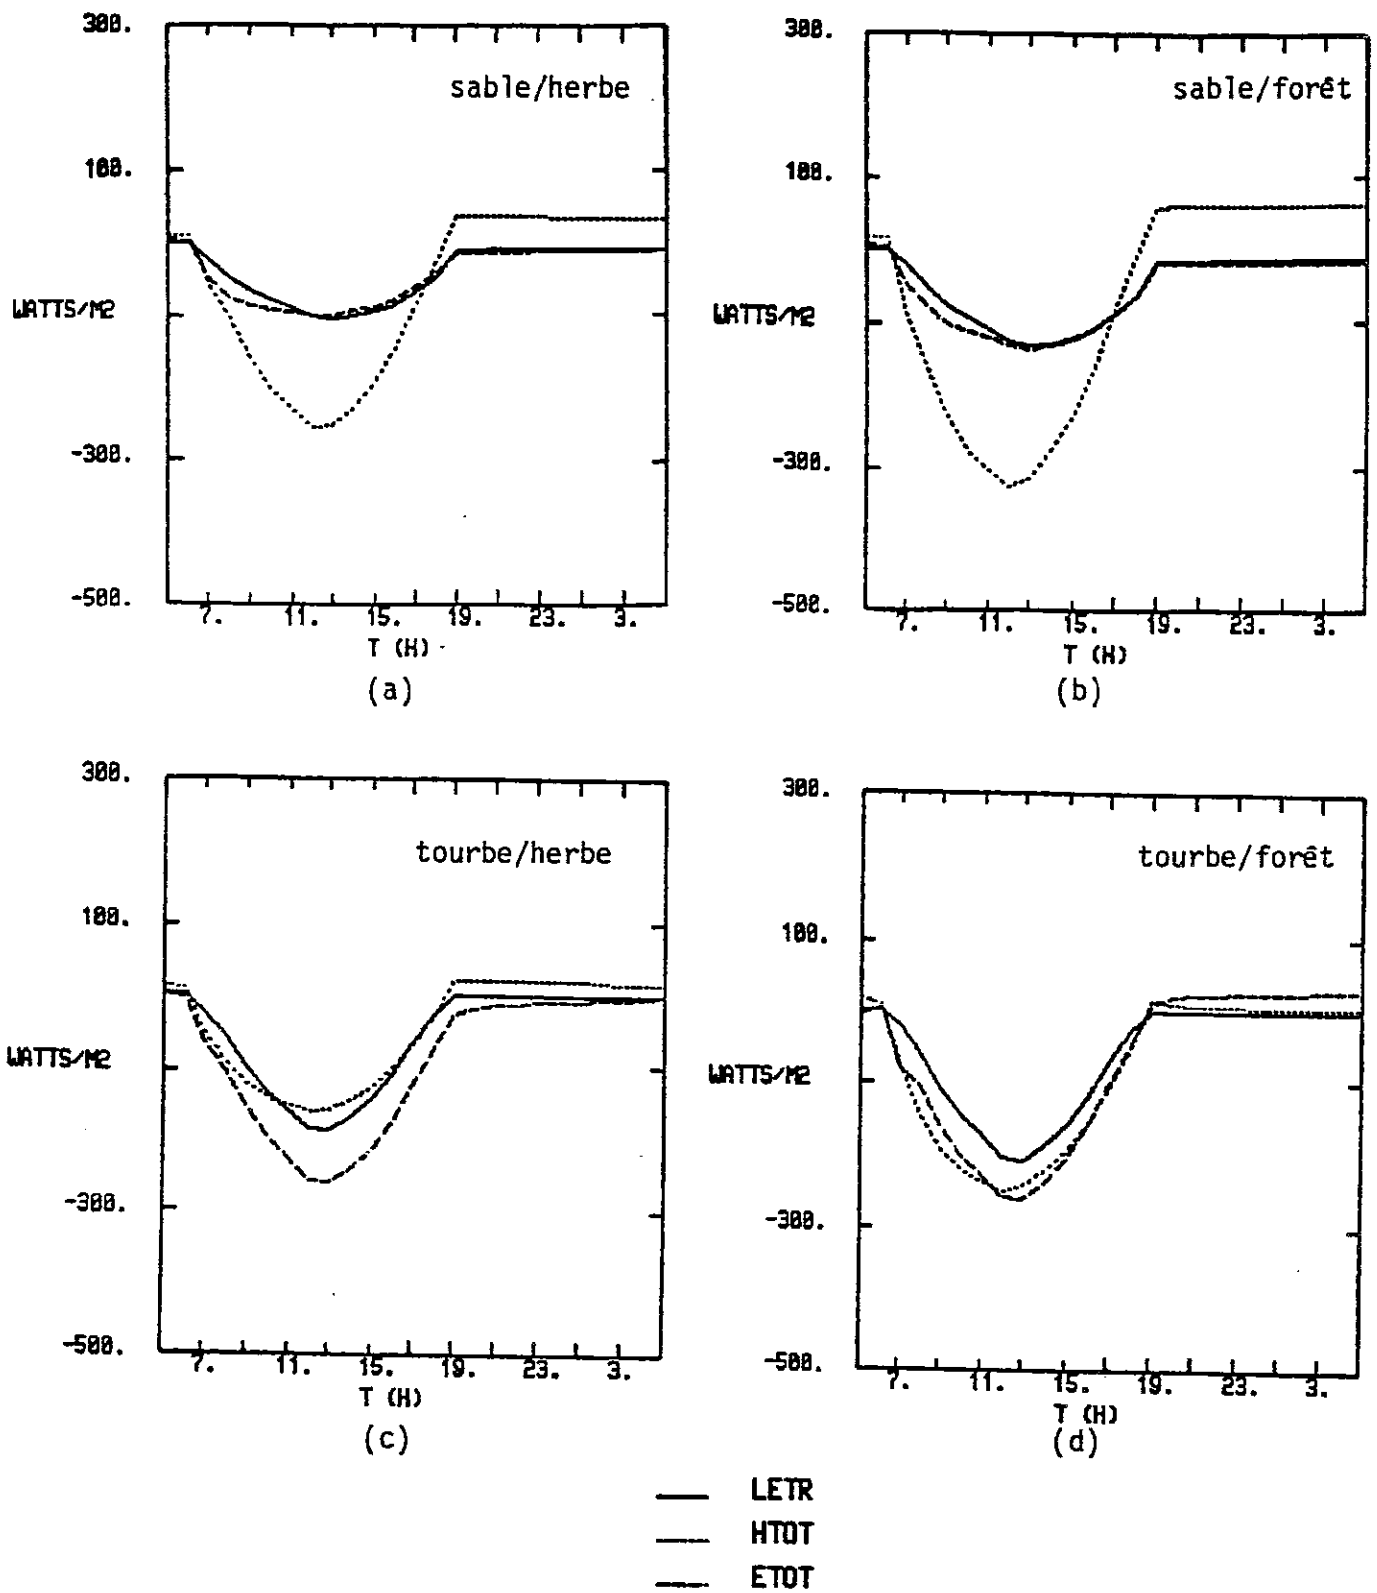 300.
sable/herbe
100.
WATTS/M2
-300.
-500.
7. 11. 15. 19. 23. 3.
T (H)
(a)
300.
sable/forêt
100.
WATTS/M2
-300.
-500.
7. 11. 15. 19. 23. 3.
T (H)
(b)
300.
tourbe/herbe
100.
WATTS/M2
-300.
-500.
7. 11. 15. 19. 23. 3.
T (H)
(c)
300.
tourbe/forêt
100.
WATTS/M2
-300.
-500.
7. 11. 15. 19. 23. 3.
T (H)
(d)
LETR
HTOT
ETOT